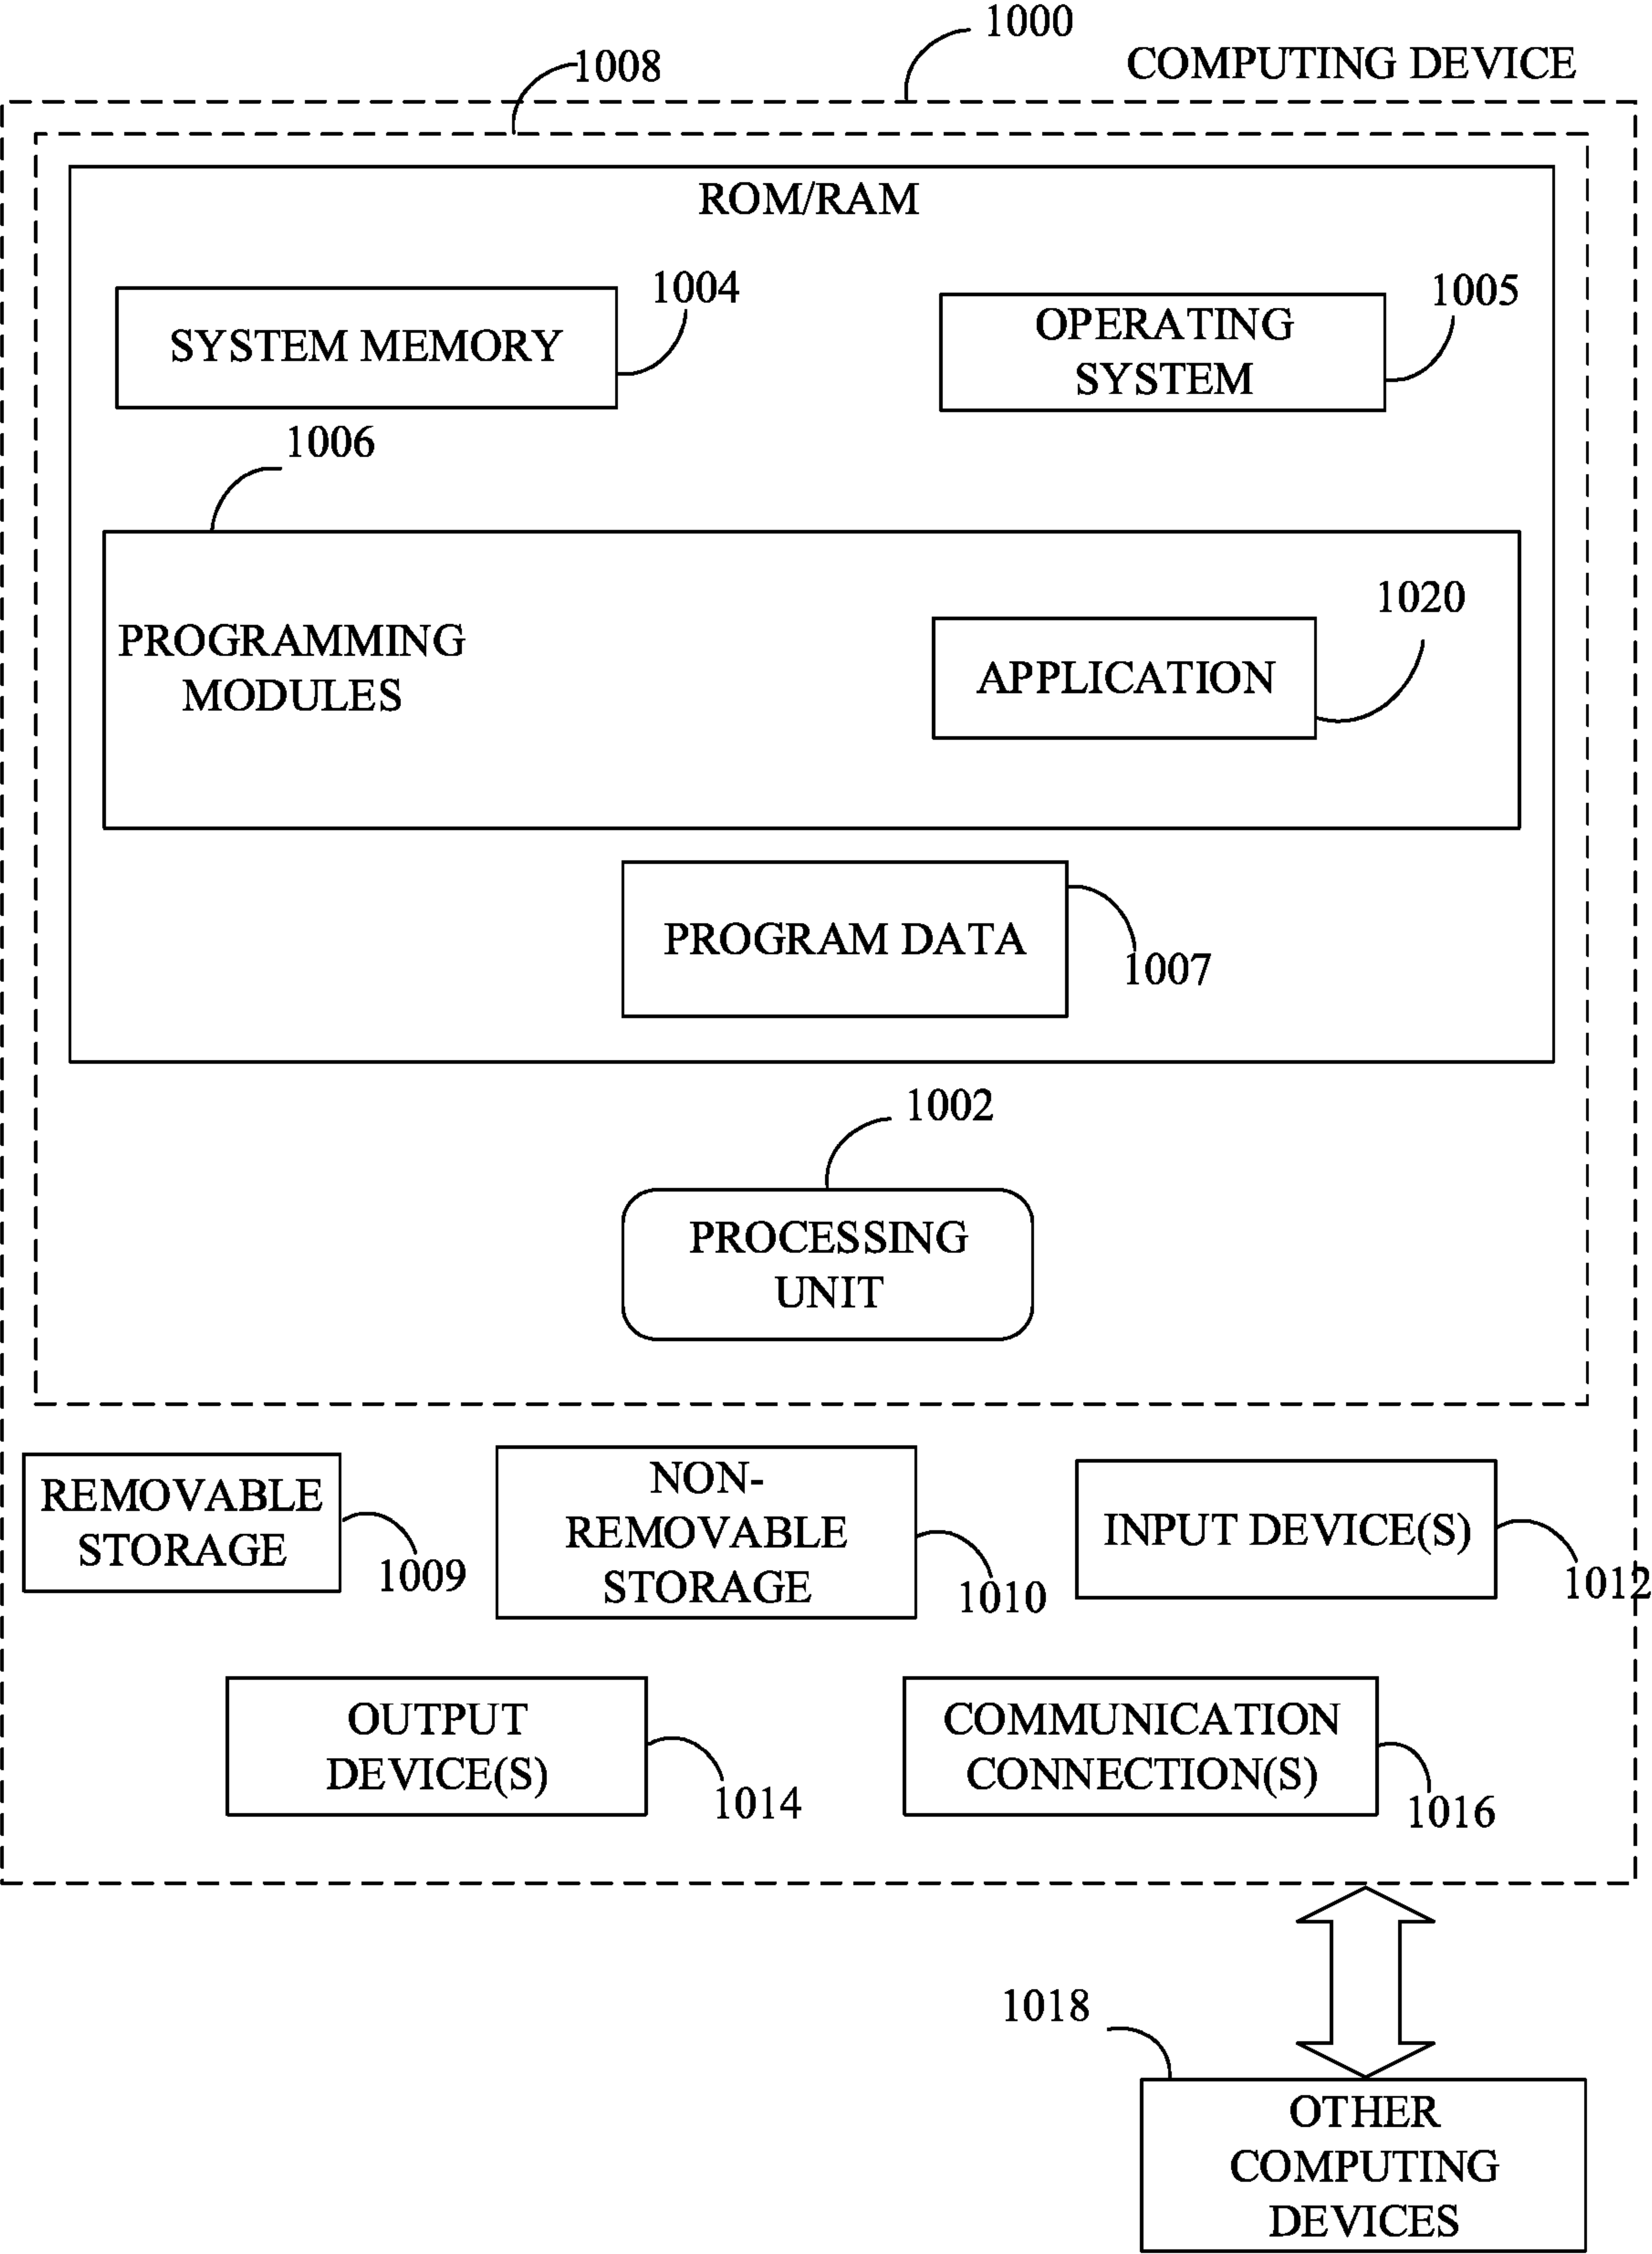 1000
COMPUTING DEVICE
1008
ROM/RAM
SYSTEM MEMORY
1004
OPERATING
SYSTEM
1005
1006
PROGRAMMING
MODULES
APPLICATION
1020
PROGRAM DATA
1007
1002
PROCESSING
UNIT
REMOVABLE
STORAGE
1009
NON-
REMOVABLE
STORAGE
1010
INPUT DEVICE(S)
1012
OUTPUT
DEVICE(S)
1014
COMMUNICATION
CONNECTION(S)
1016
1018
OTHER
COMPUTING
DEVICES